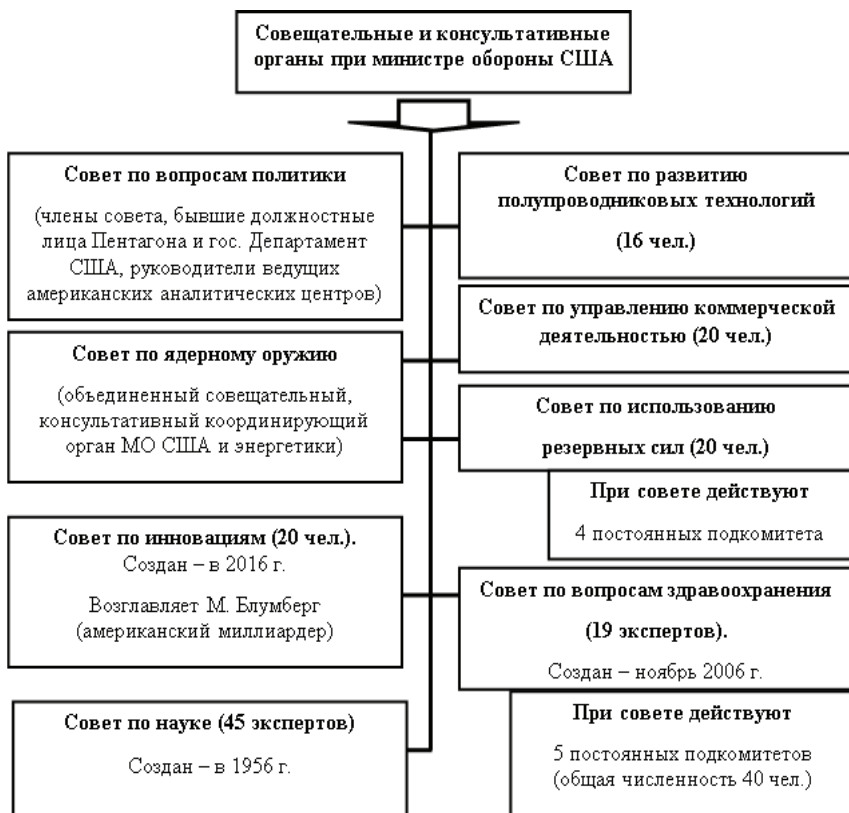 Совещательные и консультативные
органы при министре обороны США
Совет по вопросам политики
(члены совета, бывшие должностные
лица Пентагона и гос. Департамент
США, руководители ведущих
американских аналитических центров)
Совет по ядерному оружию
(объединенный совещательный,
консультативный координирующий
орган МО США и энергетики)
Совет по инновациям (20 чел.).
Создан – в 2016 г.
Возглавляет М. Блумберг
(американский миллиардер)
Совет по науке (45 экспертов)
Создан – в 1956 г.
Совет по развитию
полупроводниковых технологий
(16 чел.)
Совет по управлению коммерческой
деятельностью (20 чел.)
Совет по использованию
резервных сил (20 чел.)
При совете действуют
4 постоянных подкомитета
Совет по вопросам здравоохранения
(19 экспертов).
Создан – ноябрь 2006 г.
При совете действуют
5 постоянных подкомитетов
(общая численность 40 чел.)